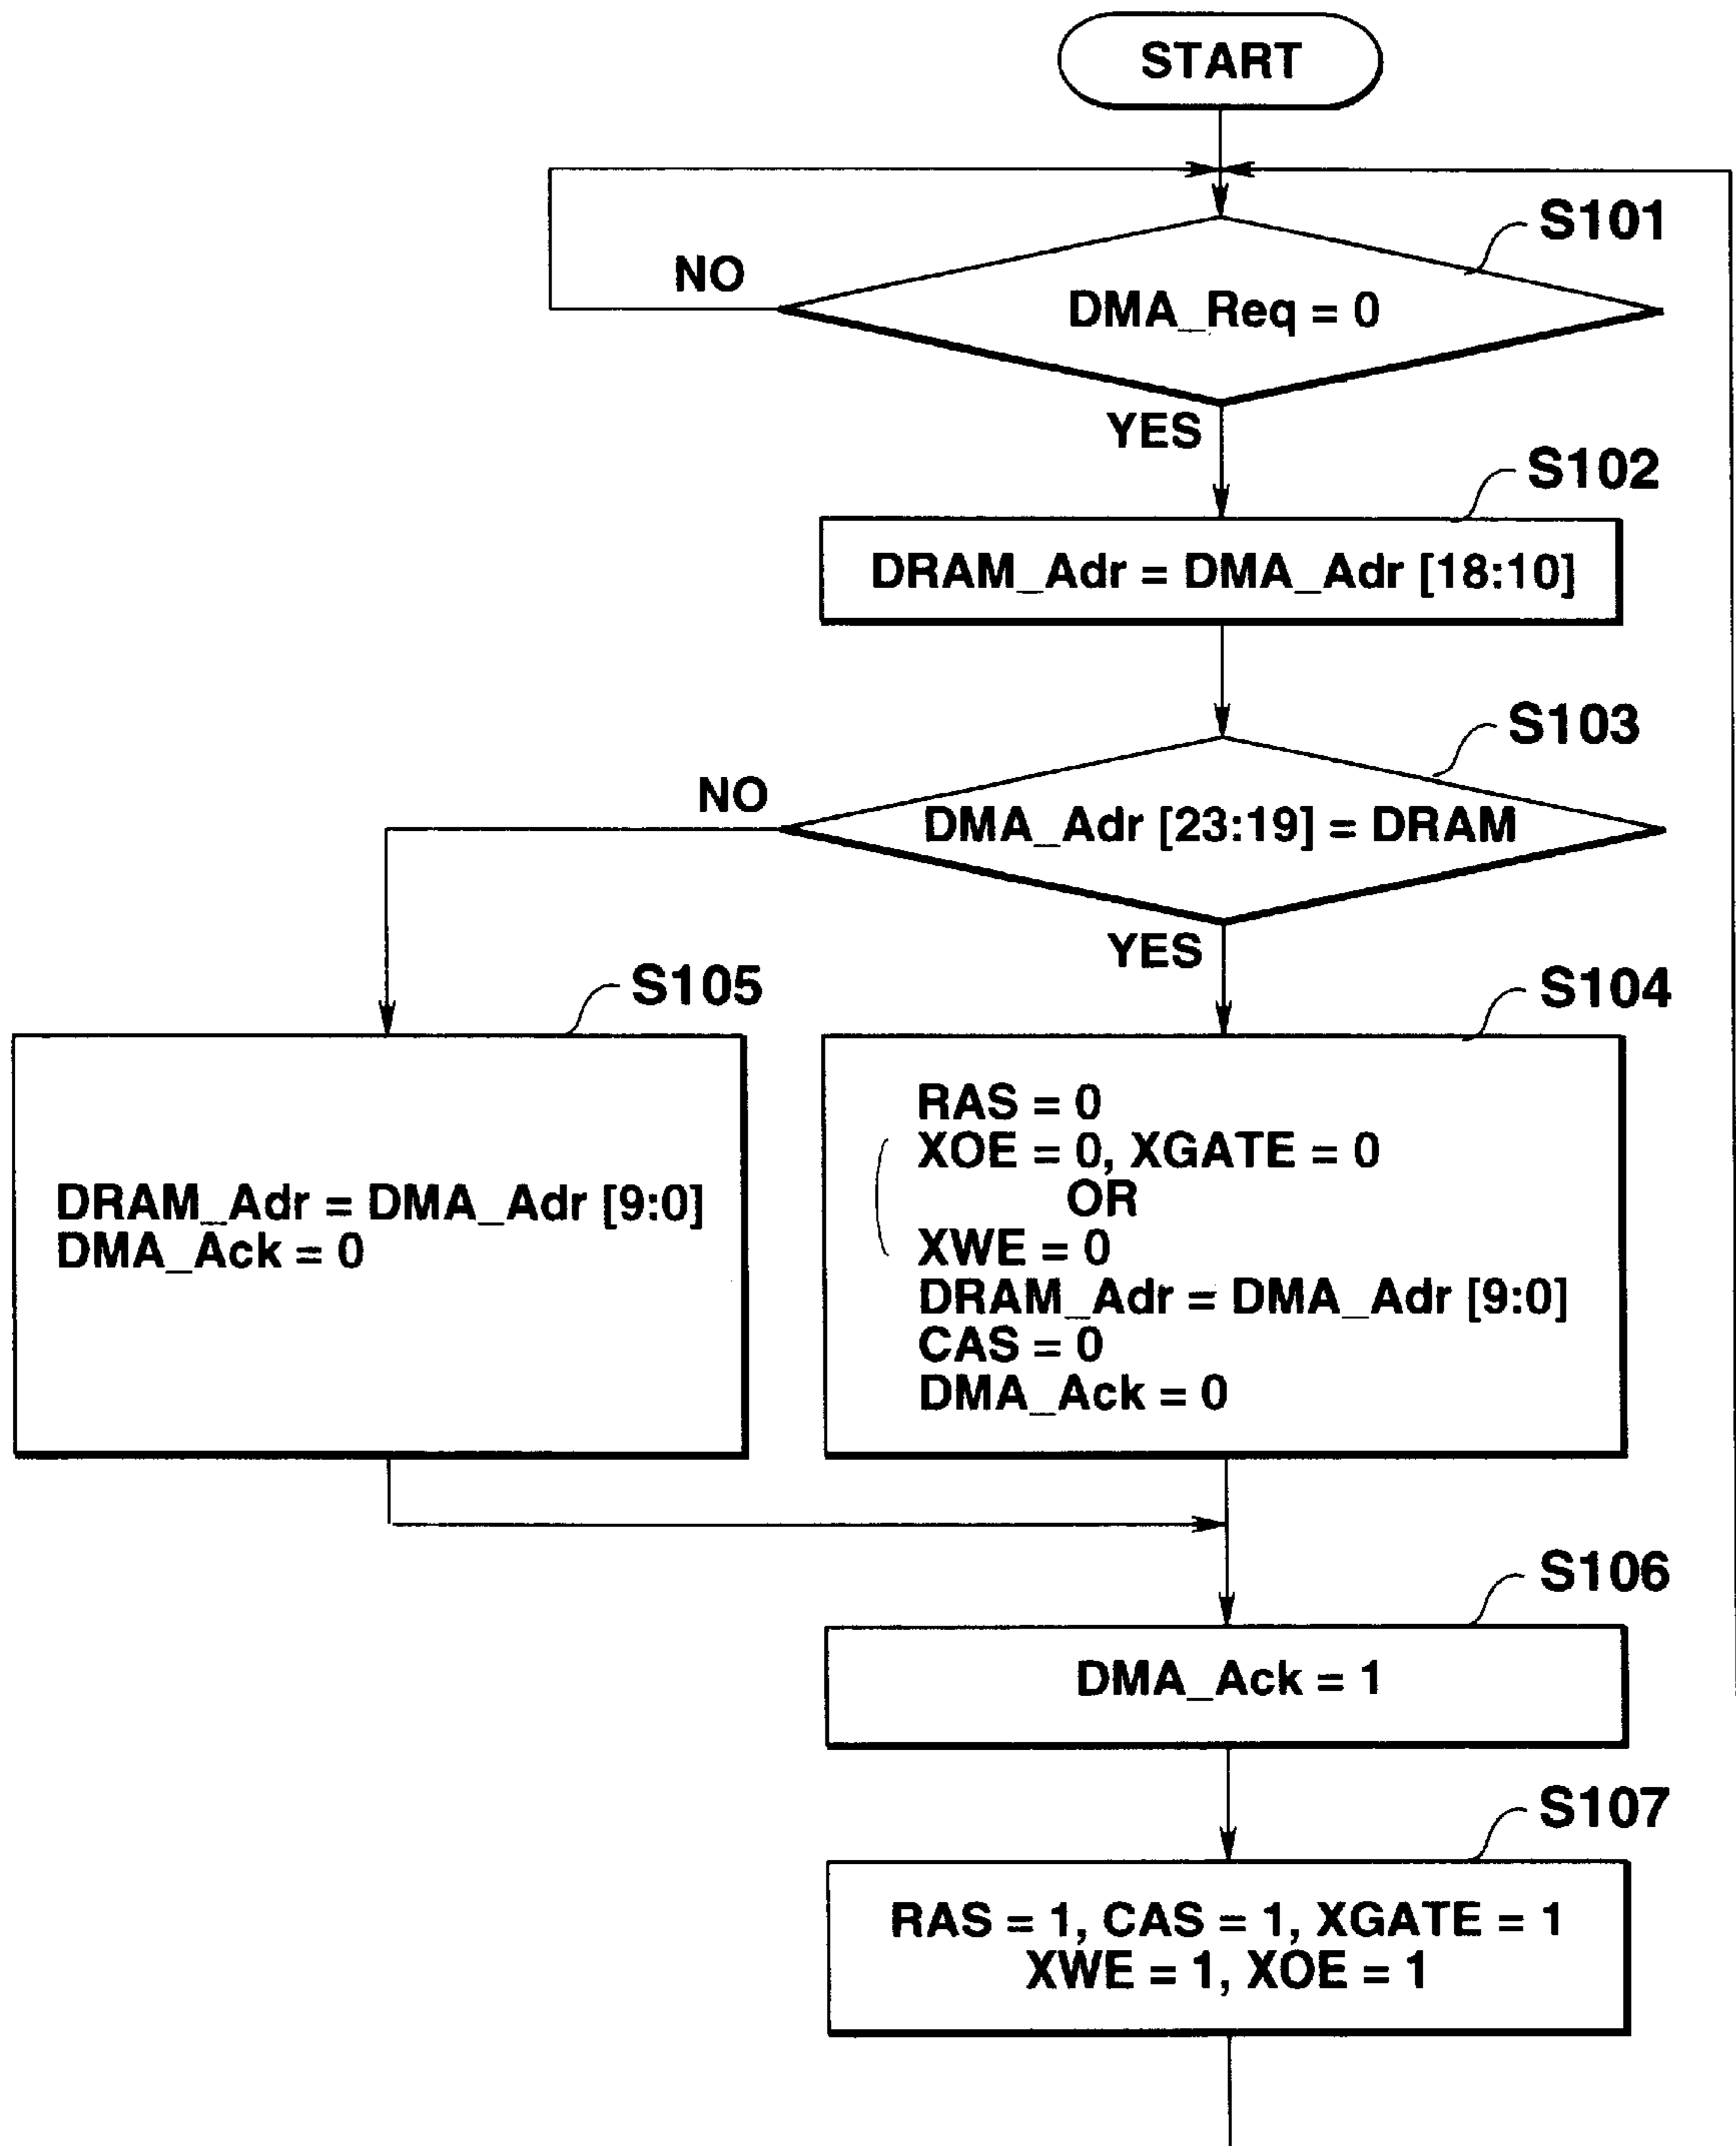 START
S101
NO
DMA_Req = 0
YES
S102
DRAM_Adr = DMA_Adr [18:10]
S103
NO
DMA_Adr [23:19] = DRAM
YES
S105
S104
DRAM_Adr = DMA_Adr [9:0]
DMA_Ack = 0
RAS = 0
XOE = 0, XGATE = 0
OR
XWE = 0
DRAM_Adr = DMA_Adr [9:0]
CAS = 0
DMA_Ack = 0
S106
DMA_Ack = 1
S107
RAS = 1, CAS = 1, XGATE = 1
XWE = 1, XOE = 1